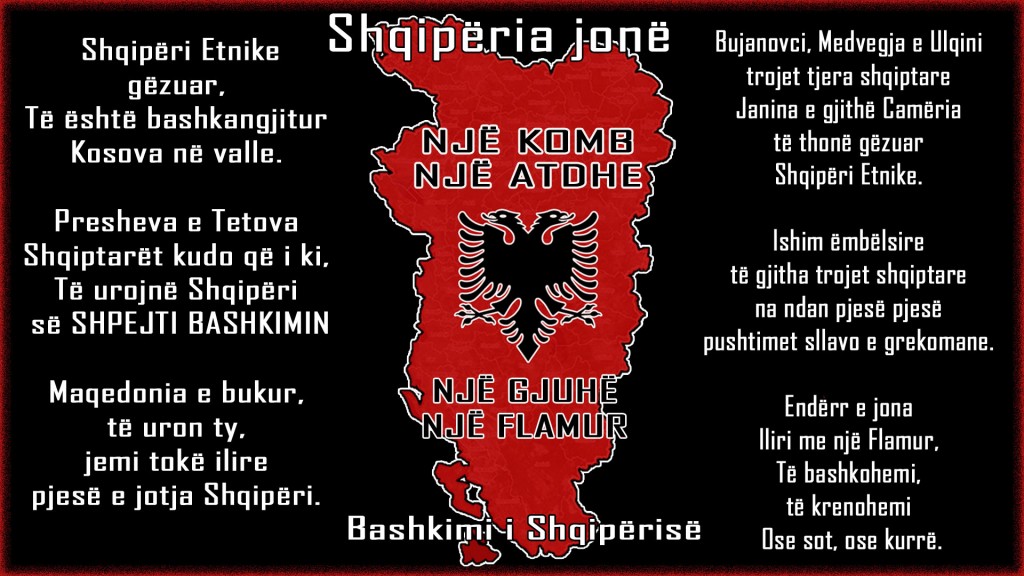 Shqipëria jonë
Shqipëri Etnike
gëzuar,
Të është bashkangjitur
Kosova në valle.
Presheva e Tetova
Shqiptarët kudo që i ki,
Të urojnë Shqipëri
së SHPEJTI BASHKIMIN
Maqedonia e bukur,
të uron ty,
jemi tokë ilire
pjesë e jotja Shqipëri.
NJË KOMB
NJË ATDHE
NJË GJUHË
NJË FLAMUR
Bashkimi i Shqipërisë
Bujanovci, Medvegja e Ulqini
trojet tjera shqiptare
Janina e gjithë Camëria
të thonë gëzuar
Shqipëri Etnike.
Ishim ëmbëlsire
të gjitha trojet shqiptare
na ndan pjesë pjesë
pushtimet sllavo e grekomane.
Endërr e jona
Iliri me një Flamur,
Të bashkohemi,
të krenohemi
Ose sot, ose kurrë.